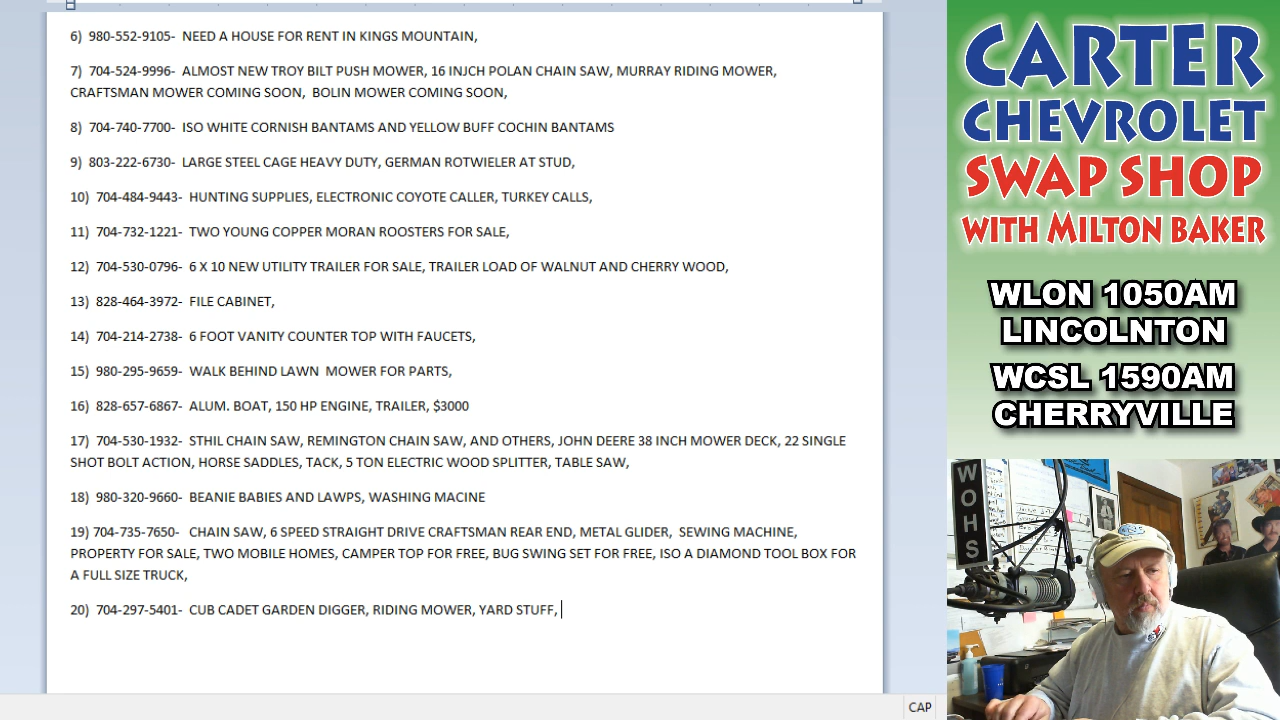 6) 980-552-9105- NEED A HOUSE FOR RENT IN KINGS MOUNTAIN,
7) 704-524-9996- ALMOST NEW TROY BILT PUSH MOWER, 16 INJCH POLAN CHAIN SAW, MURRAY RIDING MOWER,
CRAFTSMAN MOWER COMING SOON, BOLIN MOWER COMING SOON,
8) 704-740-7700- ISO WHITE CORNISH BANTAMS AND YELLOW BUFF COCHIN BANTAMS
9) 803-222-6730- LARGE STEEL CAGE HEAVY DUTY, GERMAN ROTWIELER AT STUD,
10) 704-484-9443- HUNTING SUPPLIES, ELECTRONIC COYOTE CALLER, TURKEY CALLS,
11) 704-732-1221- TWO YOUNG COPPER MORAN ROOSTERS FOR SALE,
12) 704-530-0796- 6 X 10 NEW UTILITY TRAILER FOR SALE, TRAILER LOAD OF WALNUT AND CHERRY WOOD,
13) 828-464-3972- FILE CABINET,
14) 704-214-2738- 6 FOOT VANITY COUNTER TOP WITH FAUCETS,
15) 980-295-9659- WALK BEHIND LAWN MOWER FOR PARTS,
16) 828-657-6867- ALUM. BOAT, 150 HP ENGINE, TRAILER, $3000
17) 704-530-1932- STHIL CHAIN SAW, REMINGTON CHAIN SAW, AND OTHERS, JOHN DEERE 38 INCH MOWER DECK, 22 SINGLE
SHOT BOLT ACTION, HORSE SADDLES, TACK, 5 TON ELECTRIC WOOD SPLITTER, TABLE SAW,
18) 980-320-9660- BEANIE BABIES AND LAWPS, WASHING MACINE
19) 704-735-7650- CHAIN SAW, 6 SPEED STRAIGHT DRIVE CRAFTSMAN REAR END, METAL GLIDER, SEWING MACHINE,
PROPERTY FOR SALE, TWO MOBILE HOMES, CAMPER TOP FOR FREE, BUG SWING SET FOR FREE, ISO A DIAMOND TOOL BOX FOR
A FULL SIZE TRUCK,
20) 704-297-5401- CUB CADET GARDEN DIGGER, RIDING MOWER, YARD STUFF,
CAP
CARTER
CHEVROLET
SWAP SHOP
WITH MILTON BAKER
WLON 1050AM
LINCOLNTON
WCSL 1590AM
CHERRYVILLE
WOHS